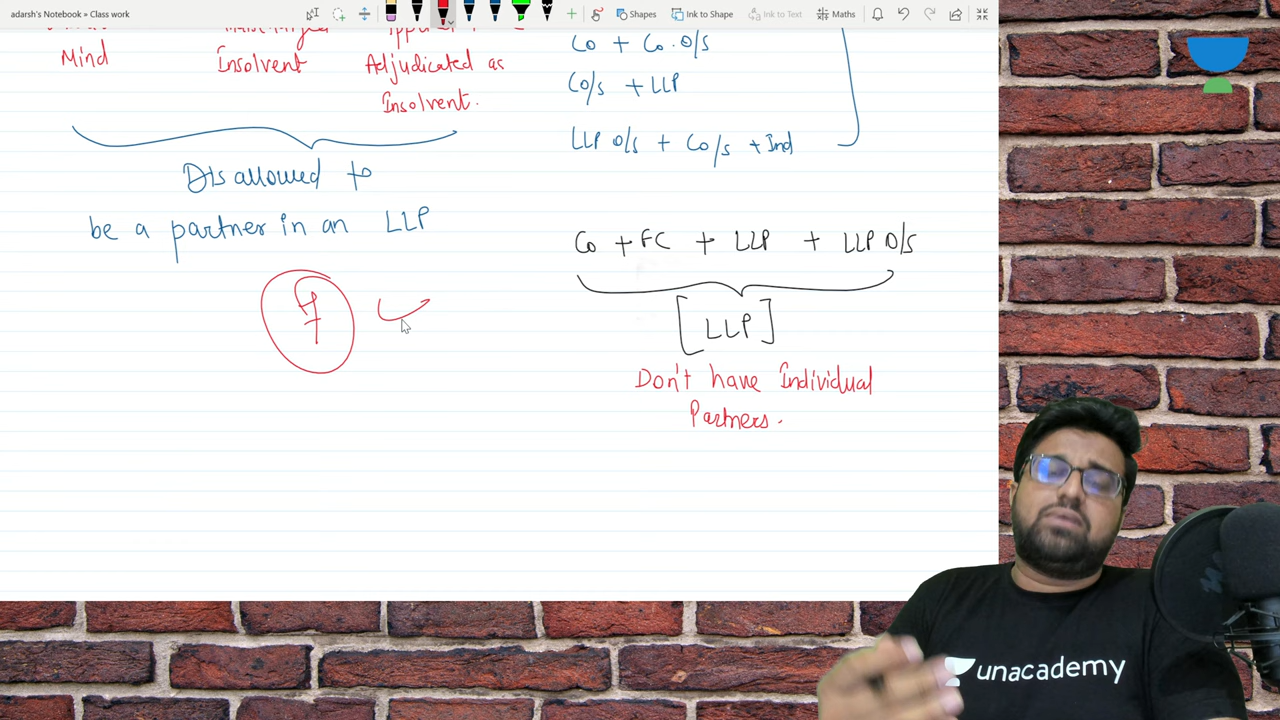 adarsh's Notebook » Class work
Shapes
Ink to Shape
Ink to Text
Maths
Mind
Insolvent
Adjudicated as
Insolvent.
Disallowed to
be a partner in an LLP
7
Co + Co. O/S
Co/s + LLP
LLP O/s + Co/s + Ind
Co + FC + LLP + LLP O/S
[LLP]
Don't have Individual
Partners.
unacademy